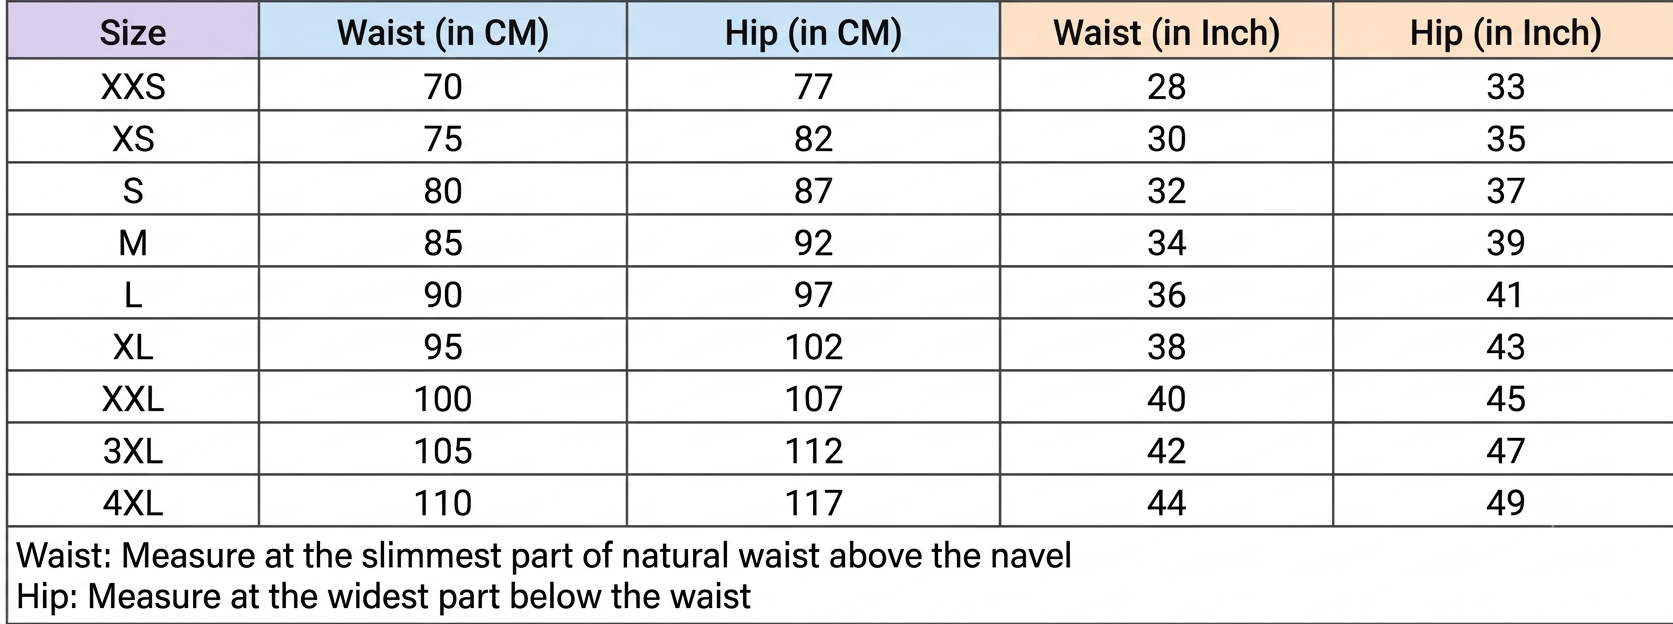 Size Waist (in CM) Hip (in CM) Waist (in Inch) Hip (in Inch)
XXS 70 77 28 33
XS 75 82 30 35
S 80 87 32 37
M 85 92 34 39
L 90 97 36 41
XL 95 102 38 43
XXL 100 107 40 45
3XL 105 112 42 47
4XL 110 117 44 49
Waist: Measure at the slimmest part of natural waist above the navel
Hip: Measure at the widest part below the waist